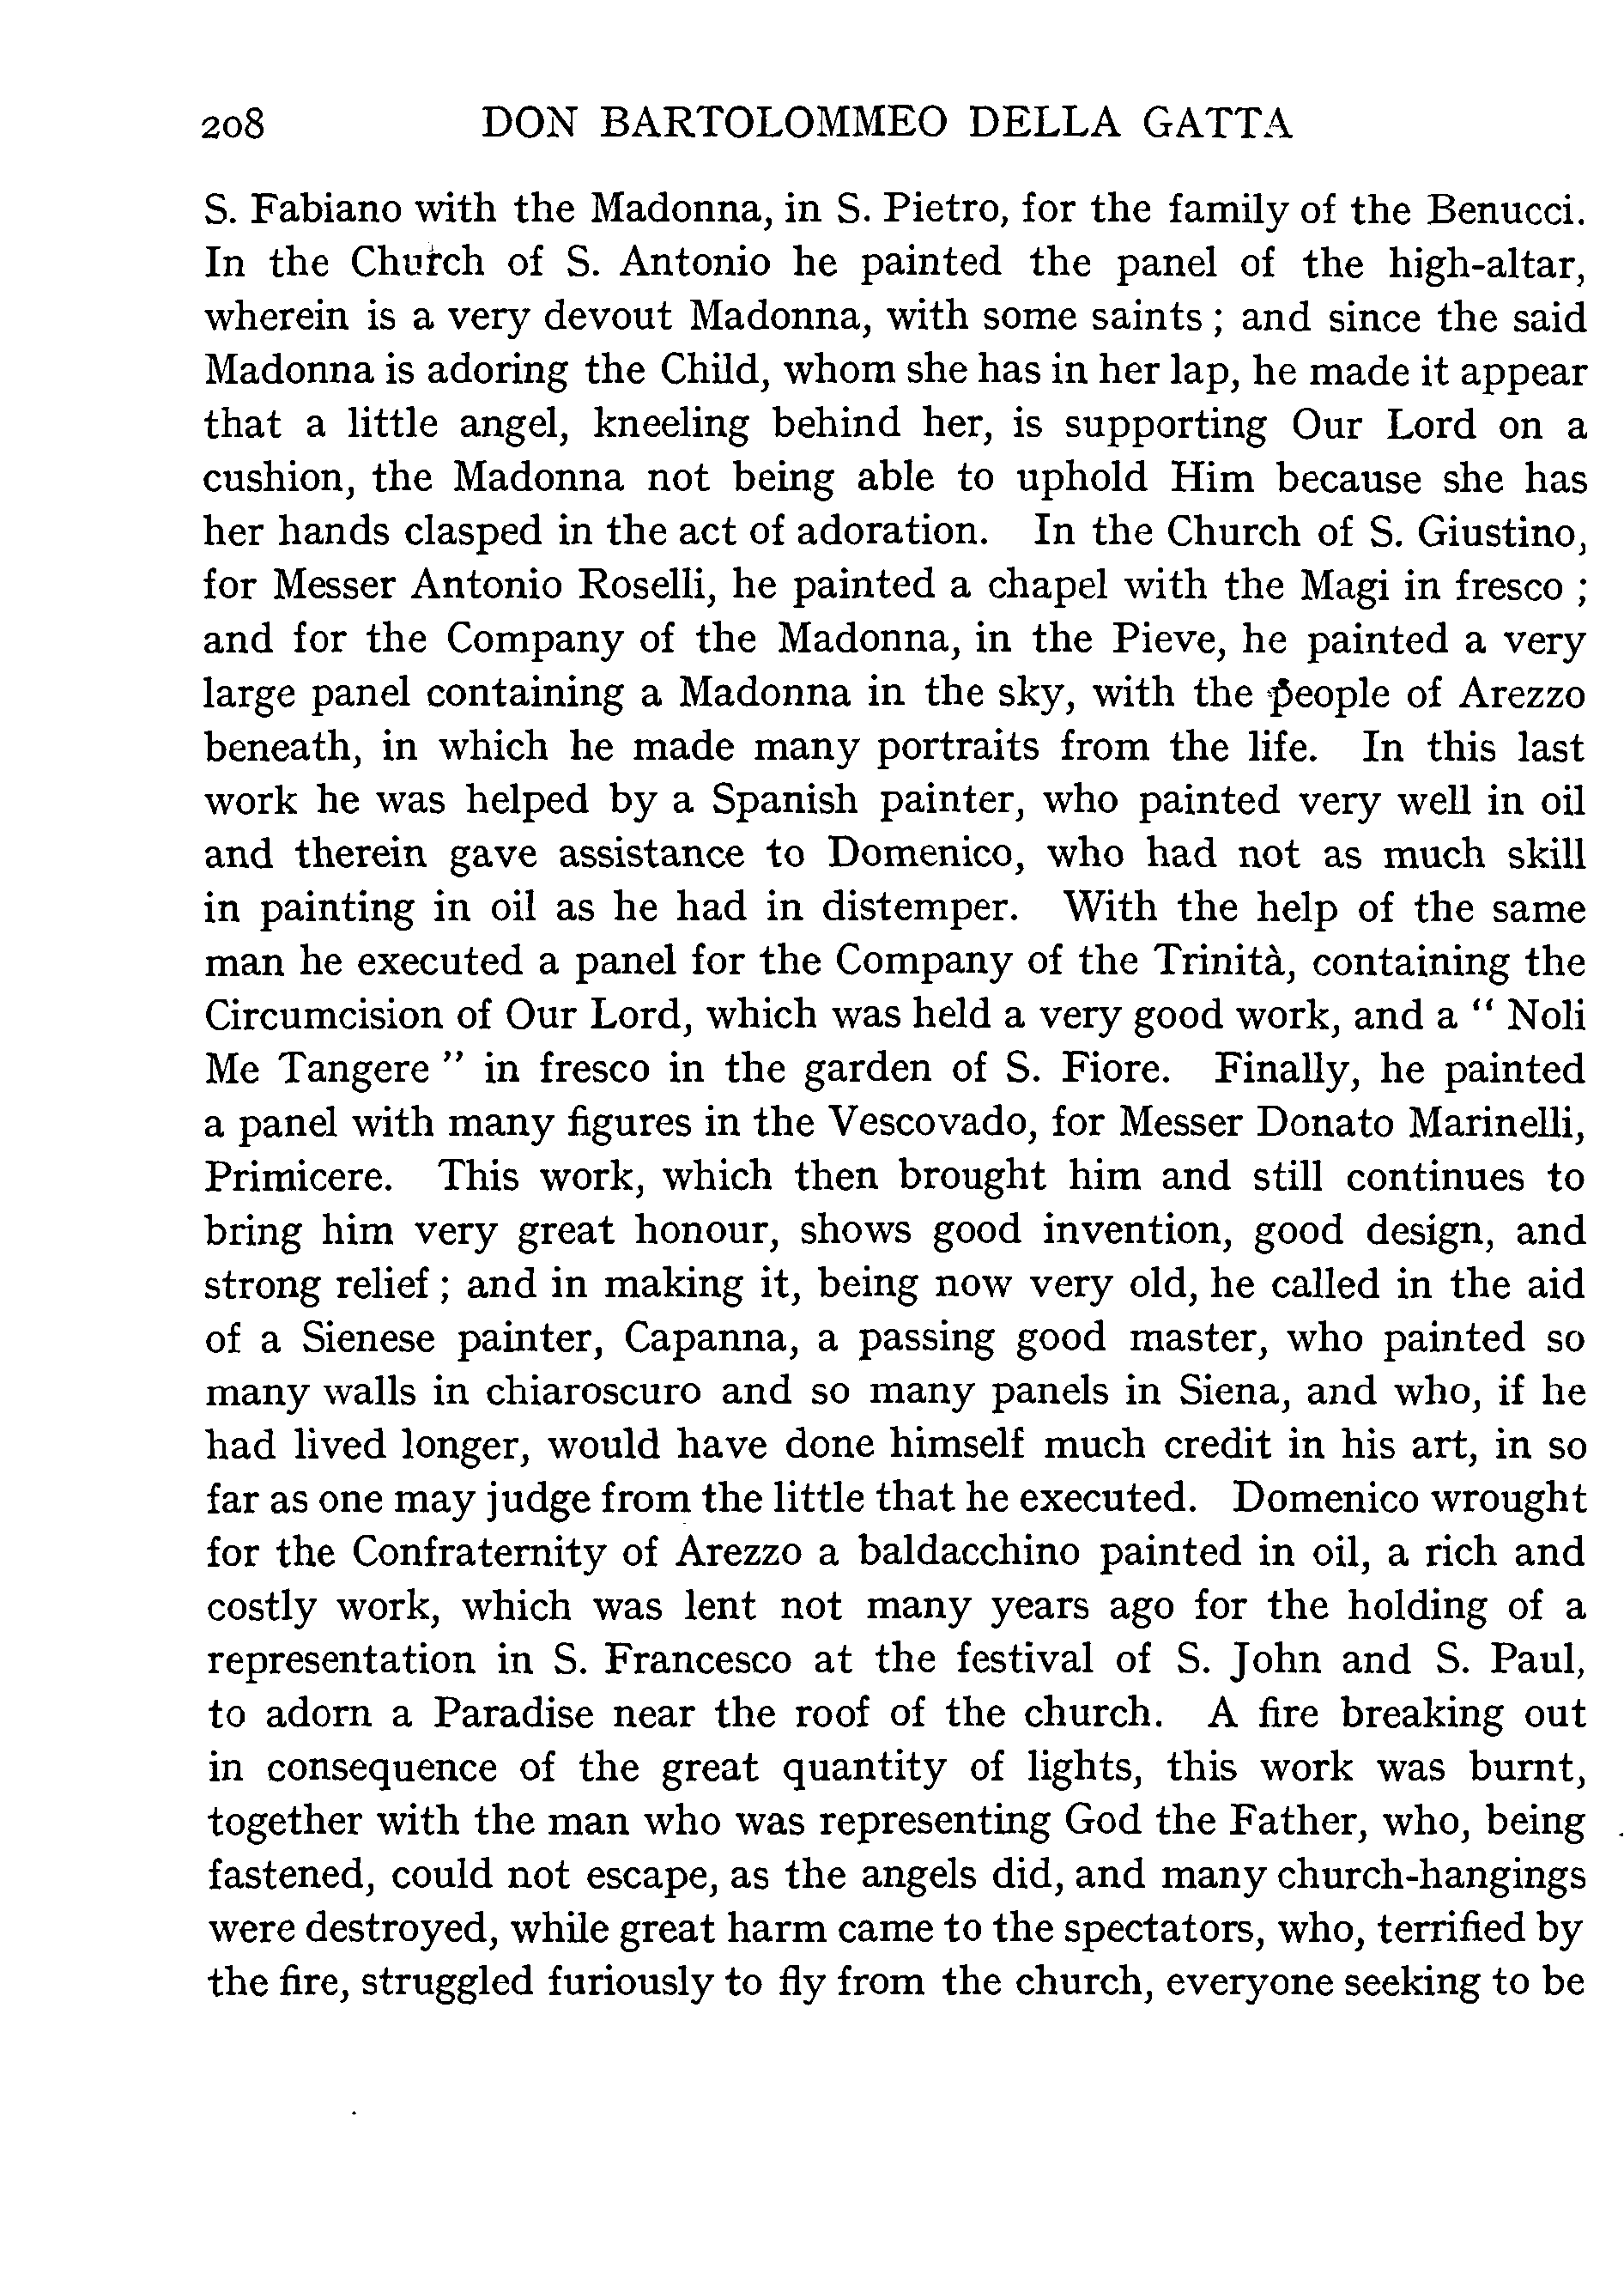 208 DON BARTOLOMMEO DELLA GATTA
S. Fabiano with the Madonna, in S. Pietro, for the family of the Benucci.
In the Church of S. Antonio he painted the panel of the high-altar,
wherein is a very devout Madonna, with some saints ; and since the said
Madonna is adoring the Child, whom she has in her lap, he made it appear
that a little angel, kneeling behind her, is supporting Our Lord on a
cushion, the Madonna not being able to uphold Him because she has
her hands clasped in the act of adoration. In the Church of S. Giustino,
for Messer Antonio Roselli, he painted a chapel with the Magi in fresco ;
and for the Company of the Madonna, in the Pieve, he painted a very
large panel containing a Madonna in the sky, with the people of Arezzo
beneath, in which he made many portraits from the life. In this last
work he was helped by a Spanish painter, who painted very well in oil
and therein gave assistance to Domenico, who had not as much skill
in painting in oil as he had in distemper. With the help of the same
man he executed a panel for the Company of the Trinità, containing the
Circumcision of Our Lord, which was held a very good work, and a “ Noli
Me Tangere ” in fresco in the garden of S. Fiore. Finally, he painted
a panel with many figures in the Vescovado, for Messer Donato Marinelli,
Primicere. This work, which then brought him and still continues to
bring him very great honour, shows good invention, good design, and
strong relief ; and in making it, being now very old, he called in the aid
of a Sienese painter, Capanna, a passing good master, who painted so
many walls in chiaroscuro and so many panels in Siena, and who, if he
had lived longer, would have done himself much credit in his art, in so
far as one may judge from the little that he executed. Domenico wrought
for the Confraternity of Arezzo a baldacchino painted in oil, a rich and
costly work, which was lent not many years ago for the holding of a
representation in S. Francesco at the festival of S. John and S. Paul,
to adorn a Paradise near the roof of the church. A fire breaking out
in consequence of the great quantity of lights, this work was burnt,
together with the man who was representing God the Father, who, being
fastened, could not escape, as the angels did, and many church-hangings
were destroyed, while great harm came to the spectators, who, terrified by
the fire, struggled furiously to fly from the church, everyone seeking to be